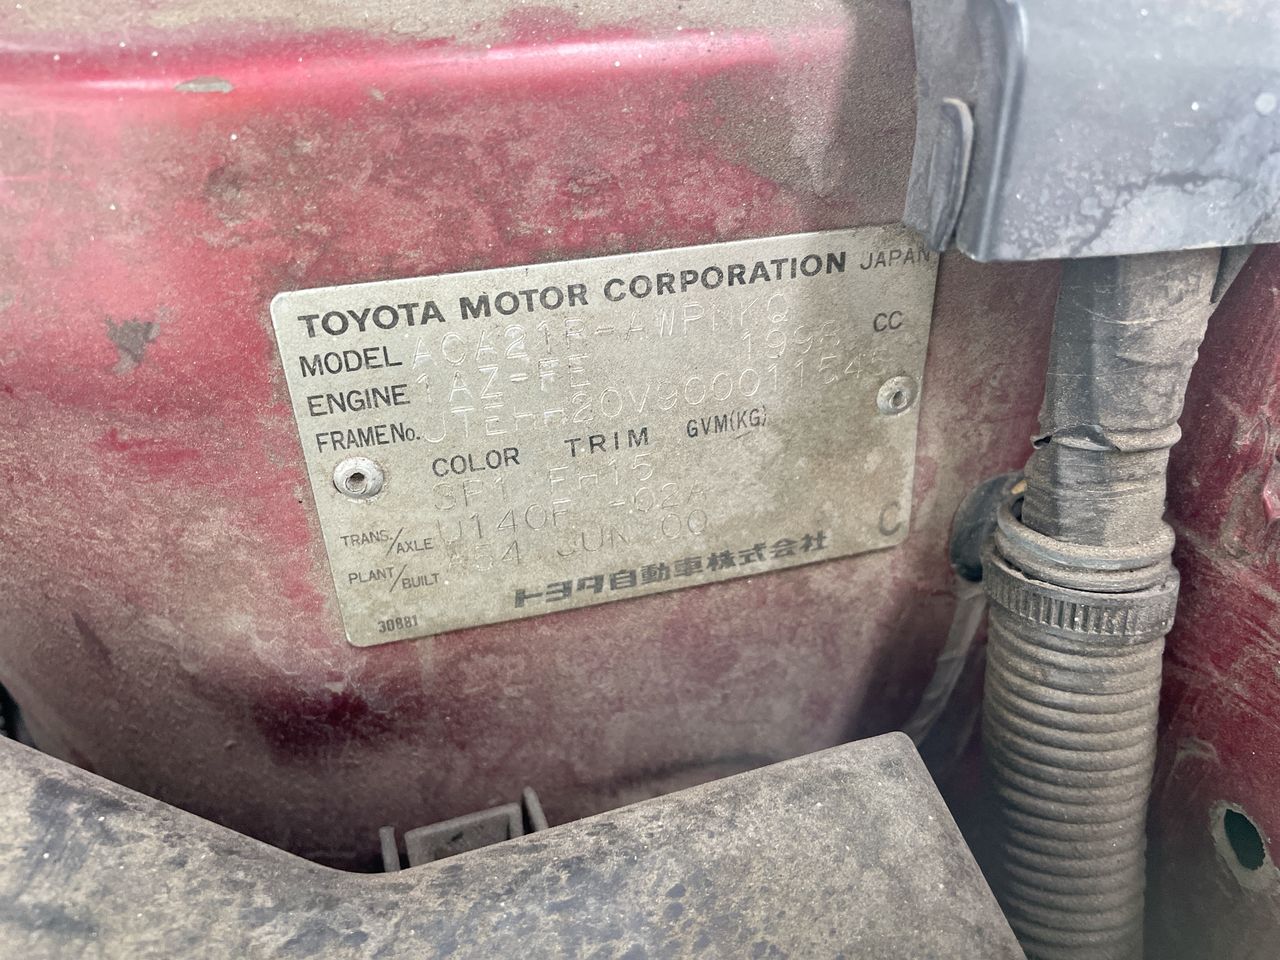 TOYOTA MOTOR CORPORATION JAPAN
MODEL ACA21R-AWPNKQ
ENGINE 1AZ-FE 1998 CC
FRAME No. JTEHH20V500011545
COLOR TRIM GVM(KG)
FH15
TRANS./AXLE U140F -02A
PLANT/BUILT A54 JUN 00
C
トヨタ自動車株式会社
30881